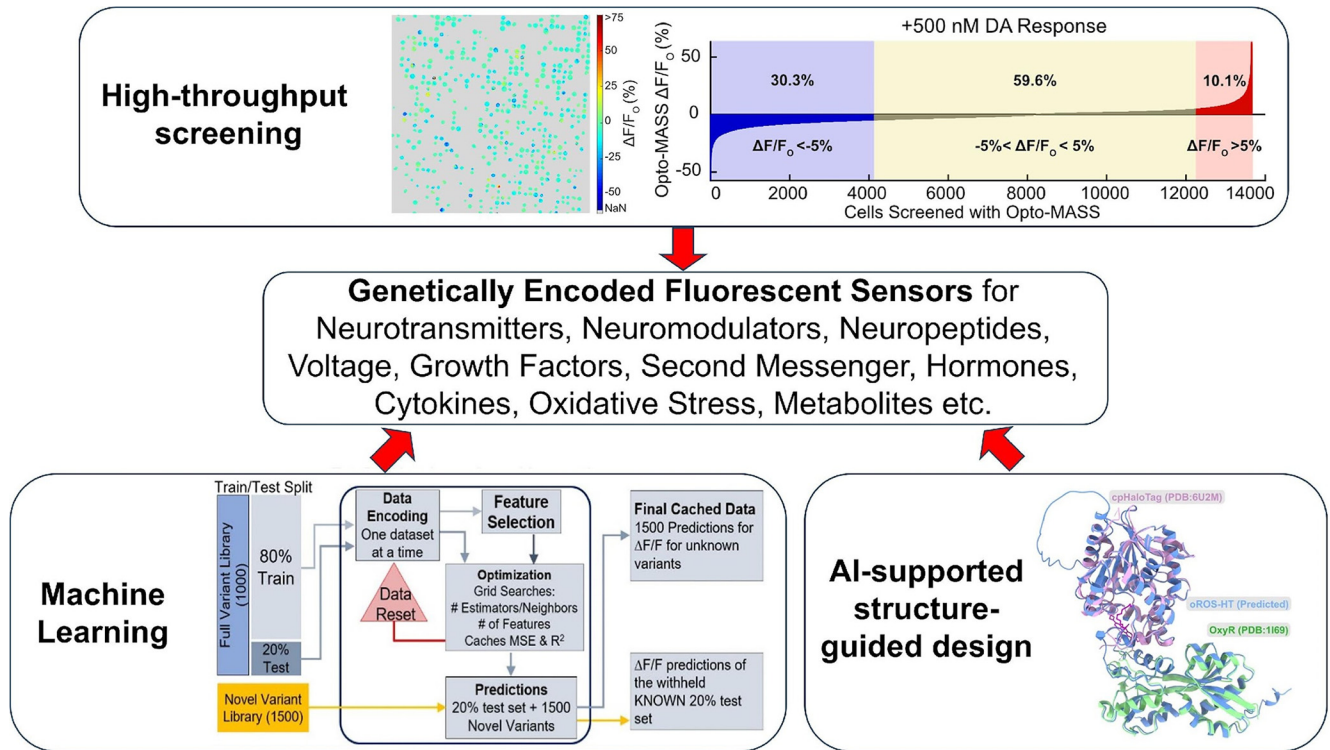 High-throughput
screening
>75
50
25
0
-25
-50
NaN
ΔF/F₀ (%)
+500 nM DA Response
Opto-MASS ΔF/F₀ (%)
50
0
-50
30.3%
59.6%
10.1%
ΔF/F₀ <-5%
-5%< ΔF/F₀ < 5%
ΔF/F₀ >5%
0
2000
4000
6000
8000
10000
12000
14000
Cells Screened with Opto-MASS
Genetically Encoded Fluorescent Sensors for
Neurotransmitters, Neuromodulators, Neuropeptides,
Voltage, Growth Factors, Second Messenger, Hormones,
Cytokines, Oxidative Stress, Metabolites etc.
Machine
Learning
Train/Test Split
Full Variant Library
(1000)
80%
Train
20%
Test
Novel Variant
Library (1500)
Data
Encoding
One dataset
at a time
Feature
Selection
Data
Reset
Optimization
Grid Searches:
# Estimators/Neighbors
# of Features
Caches MSE & R²
Predictions
20% test set + 1500
Novel Variants
Final Cached Data
1500 Predictions for
ΔF/F for unknown
variants
ΔF/F predictions of
the withheld
KNOWN 20% test
set
AI-supported
structure-
guided design
cpHaloTag (PDB:6U2M)
oROS-HT (Predicted)
OxyR (PDB:1I69)